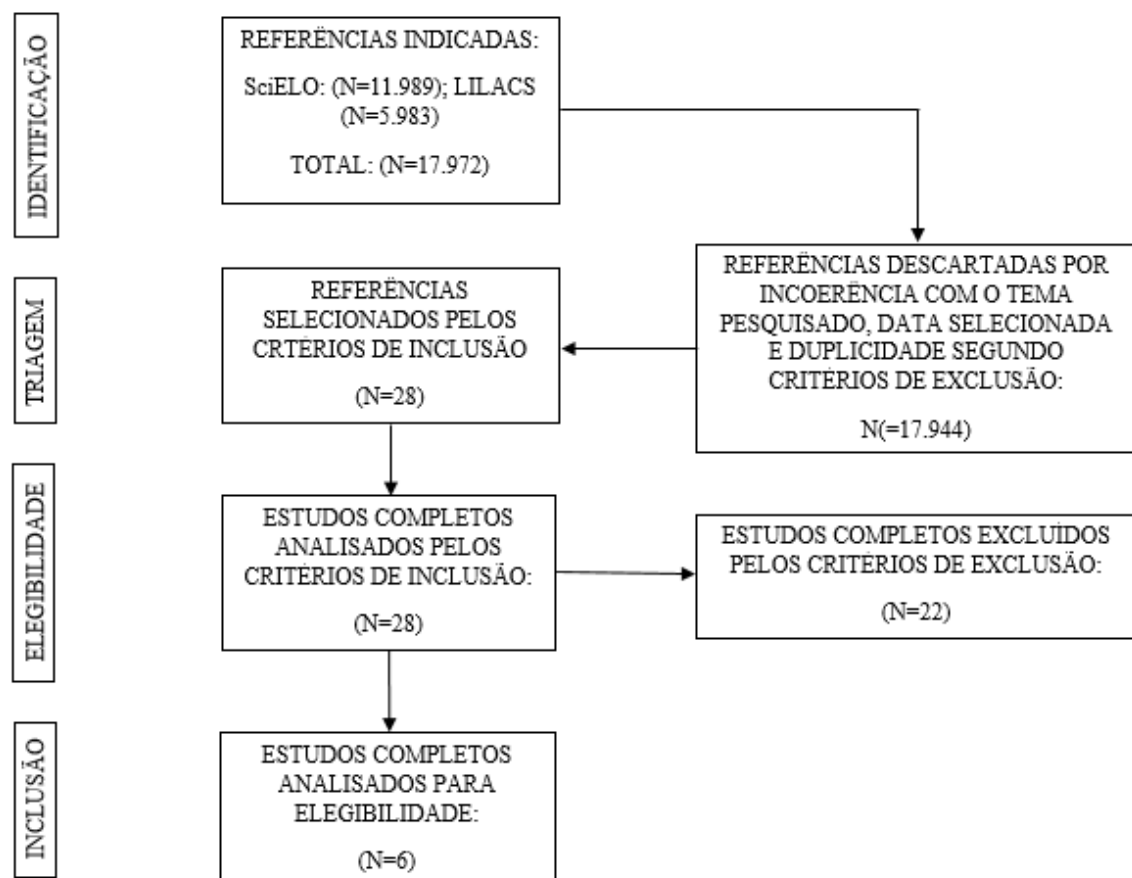 IDENTIFICAÇÃO
REFERÊNCIAS INDICADAS:
SciELO: (N=11.989); LILACS
(N=5.983)
TOTAL: (N=17.972)
TRIAGEM
REFERÊNCIAS
SELECIONADOS PELOS
CRTÉRIOS DE INCLUSÃO
(N=28)
REFERÊNCIAS DESCARTADAS POR
INCOERÊNCIA COM O TEMA
PESQUISADO, DATA SELECIONADA
E DUPLICIDADE SEGUNDO
CRITÉRIOS DE EXCLUSÃO:
N(=17.944)
ELEGIBILIDADE
ESTUDOS COMPLETOS
ANALISADOS PELOS
CRITÉRIOS DE INCLUSÃO:
(N=28)
ESTUDOS COMPLETOS EXCLUÍDOS
PELOS CRITÉRIOS DE EXCLUSÃO:
(N=22)
INCLUSÃO
ESTUDOS COMPLETOS
ANALISADOS PARA
ELEGIBILIDADE:
(N=6)